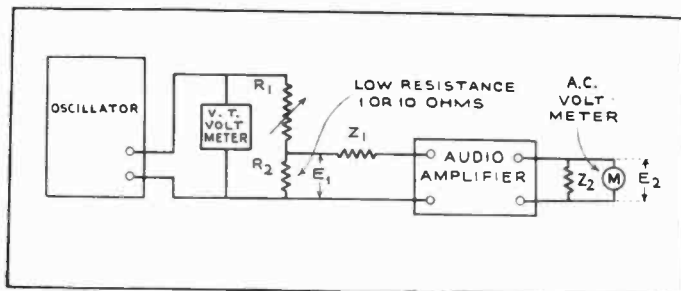 OSCILLATOR
V. T.
VOLT
METER
R1
R2
LOW RESISTANCE
1 OR 10 OHMS
Z1
E1
AUDIO
AMPLIFIER
A.C.
VOLT
METER
Z2
M
E2